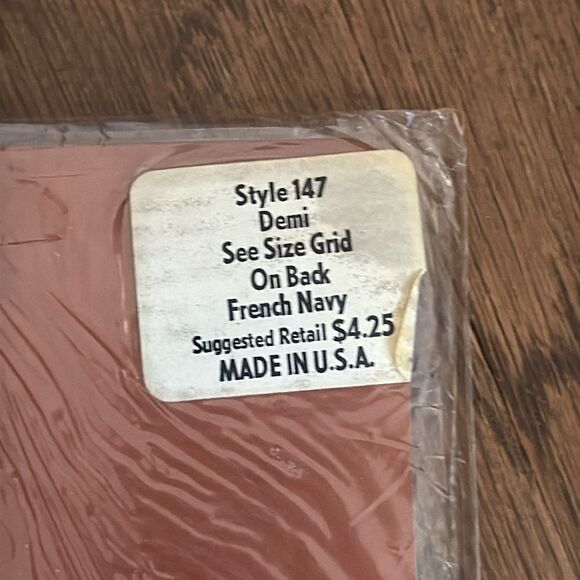 Style 147
Demi
See Size Grid
On Back
French Navy
Suggested Retail $4.25
MADE IN U.S.A.